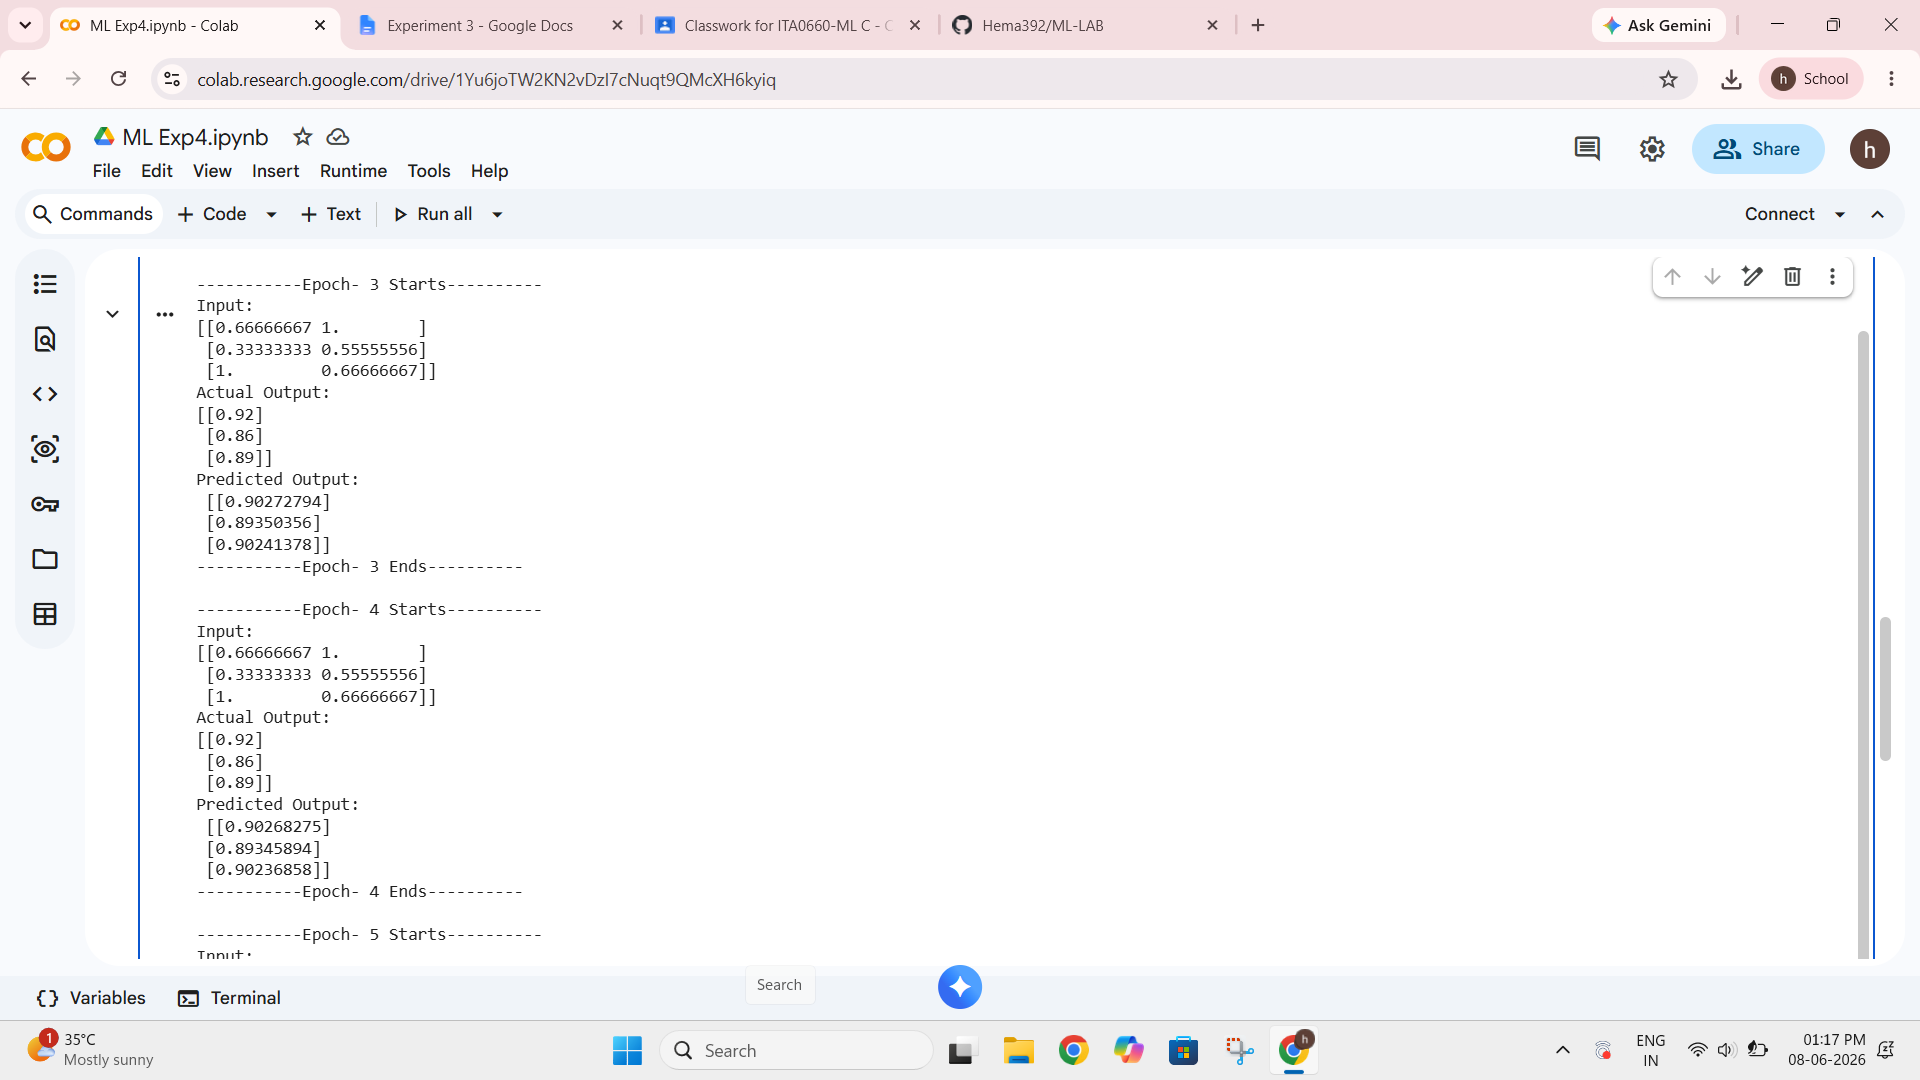 ML Exp4.ipynb - Colab
Experiment 3 - Google Docs
Classwork for ITA0660-ML C - C
Hema392/ML-LAB
Ask Gemini
colab.research.google.com/drive/1Yu6joTW2KN2vDzI7cNuqt9QMcXH6kyiq
h School
ML Exp4.ipynb
File Edit View Insert Runtime Tools Help
Share
h
Commands + Code + Text Run all
Connect
-----------Epoch- 3 Starts----------
Input:
[[0.66666667 1.        ]
 [0.33333333 0.55555556]
 [1.         0.66666667]]
Actual Output:
[[0.92]
 [0.86]
 [0.89]]
Predicted Output:
 [[0.90272794]
 [0.89350356]
 [0.90241378]]
-----------Epoch- 3 Ends----------
-----------Epoch- 4 Starts----------
Input:
[[0.66666667 1.        ]
 [0.33333333 0.55555556]
 [1.         0.66666667]]
Actual Output:
[[0.92]
 [0.86]
 [0.89]]
Predicted Output:
 [[0.90268275]
 [0.89345894]
 [0.90236858]]
-----------Epoch- 4 Ends----------
-----------Epoch- 5 Starts----------
Input:
Variables
Terminal
Search
1
35°C
Mostly sunny
Search
h
ENG
IN
01:17 PM
08-06-2026